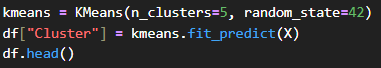 kmeans = KMeans(n_clusters=5, random_state=42)
df["Cluster"] = kmeans.fit_predict(X)
df.head()